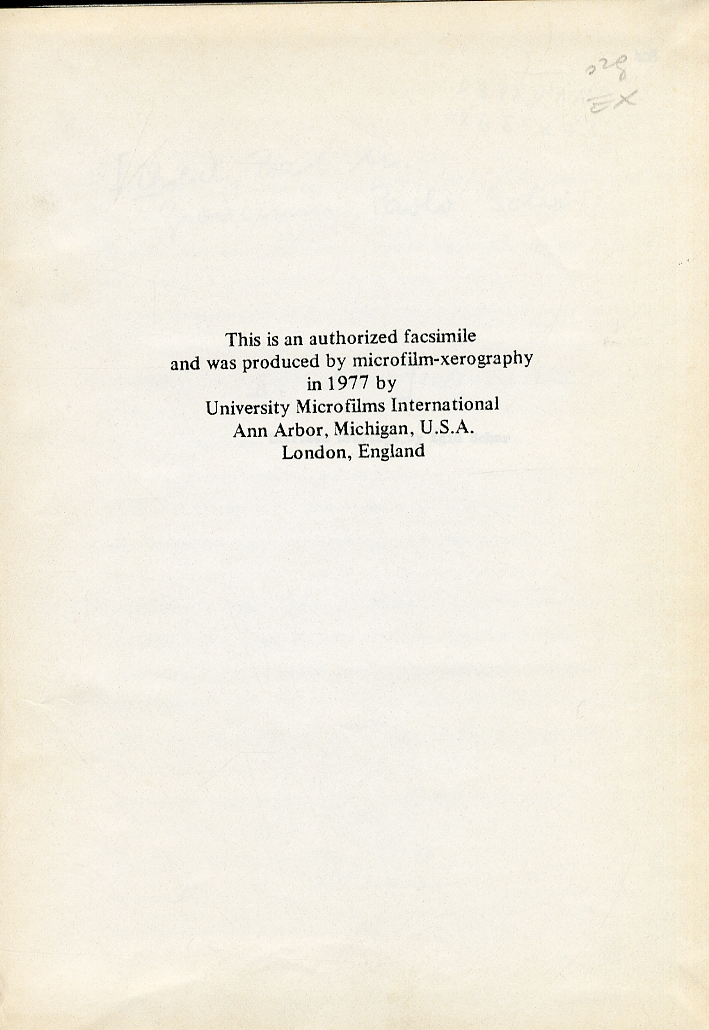 EX
This is an authorized facsimile
and was produced by microfilm-xerography
in 1977 by
University Microfilms International
Ann Arbor, Michigan, U.S.A.
London, England